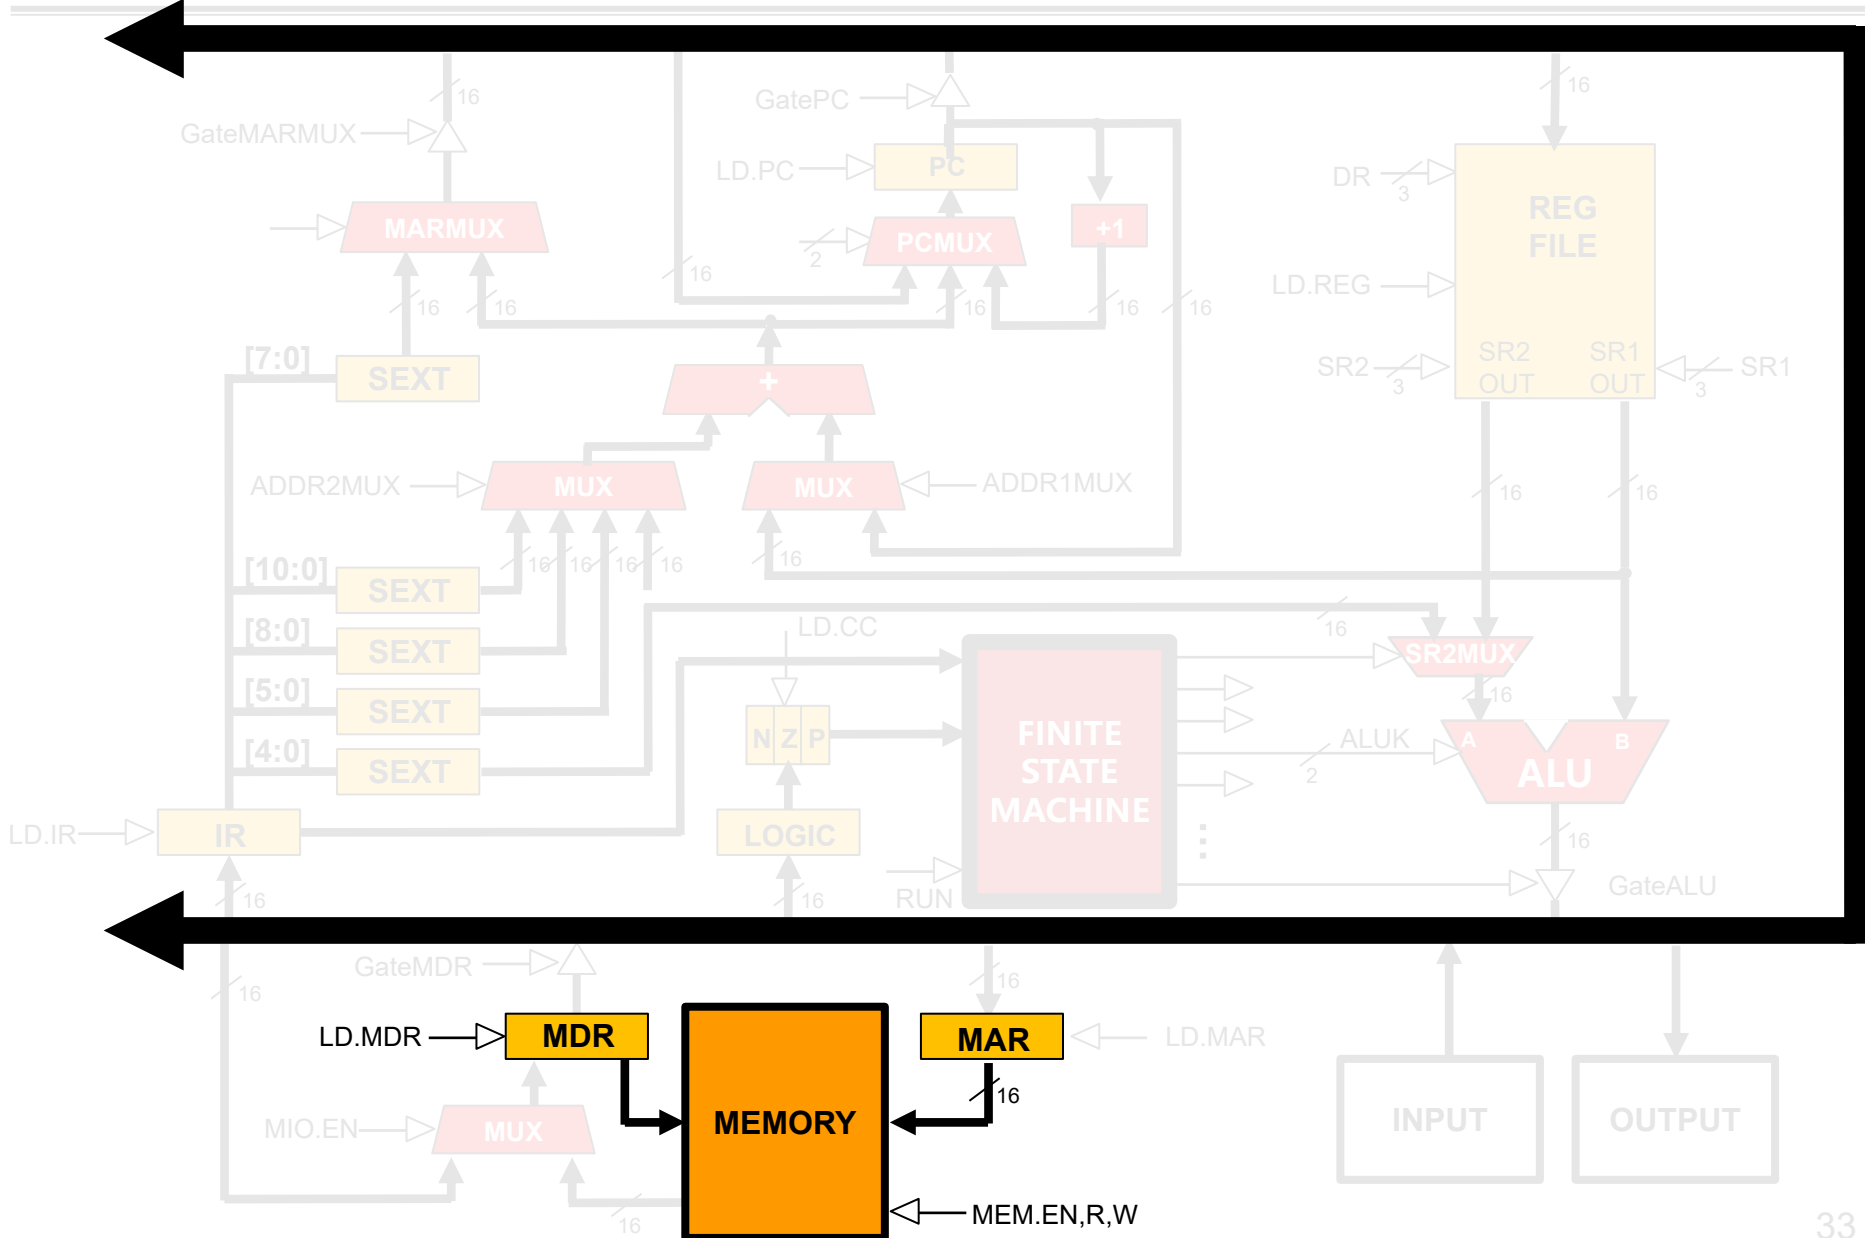 16
GatePC
16
GateMARMUX
LD.PC
PC
DR
3
REG
FILE
MARMUX
2
PCMUX
+1
16
LD.REG
16
16
16
16
16
[7:0]
SEXT
+
SR2
3
SR2
OUT
SR1
OUT
3
SR1
ADDR2MUX
MUX
MUX
ADDR1MUX
16
16
16
16
16
16
16
[10:0]
SEXT
[8:0]
SEXT
LD.CC
16
SR2MUX
[5:0]
SEXT
16
N Z P
FINITE
STATE
MACHINE
ALUK
2
A
B
ALU
[4:0]
SEXT
LD.IR
IR
LOGIC
⋮
16
16
16
RUN
GateALU
GateMDR
16
16
LD.MDR
MDR
MAR
LD.MAR
16
MIO.EN
MUX
MEMORY
INPUT
OUTPUT
16
MEM.EN,R,W
33